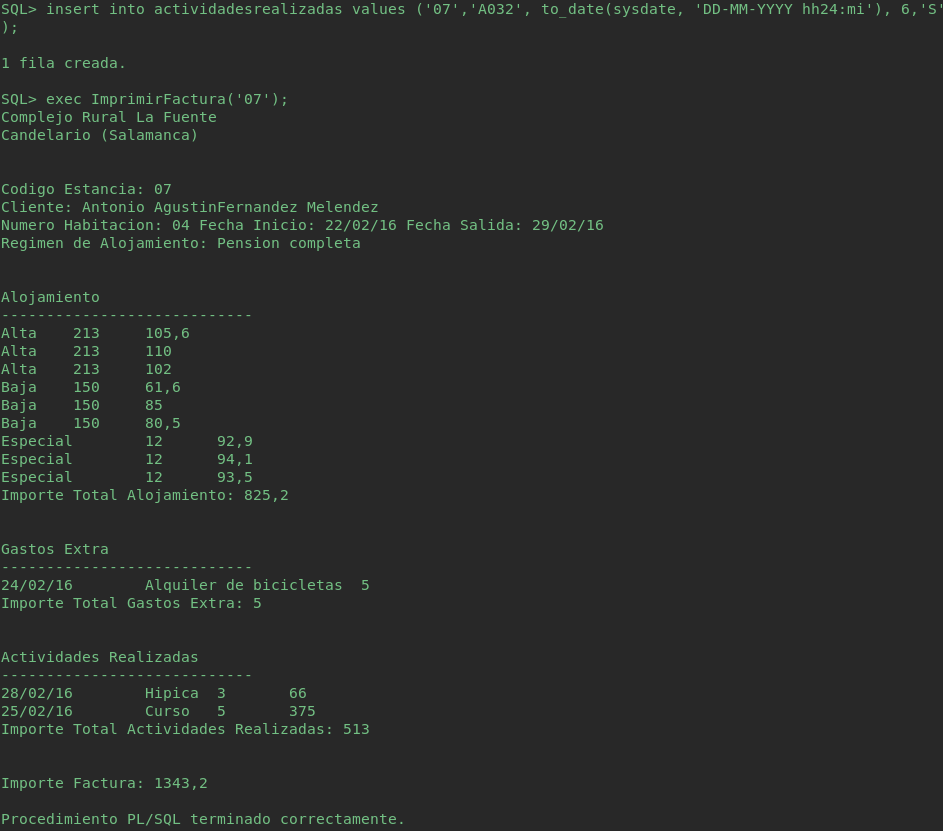 SQL> insert into actividadesrealizadas values ('07','A032', to_date(sysdate, 'DD-MM-YYYY hh24:mi'), 6,'S'
);
1 fila creada.
SQL> exec ImprimirFactura('07');
Complejo Rural La Fuente
Candelario (Salamanca)
Codigo Estancia: 07
Cliente: Antonio AgustinFernandez Melendez
Numero Habitacion: 04 Fecha Inicio: 22/02/16 Fecha Salida: 29/02/16
Regimen de Alojamiento: Pension completa
Alojamiento
----------------------------
Alta    213     105,6
Alta    213     110
Alta    213     102
Baja    150     61,6
Baja    150     85
Baja    150     80,5
Especial        12      92,9
Especial        12      94,1
Especial        12      93,5
Importe Total Alojamiento: 825,2
Gastos Extra
----------------------------
24/02/16        Alquiler de bicicletas  5
Importe Total Gastos Extra: 5
Actividades Realizadas
----------------------------
28/02/16        Hipica  3       66
25/02/16        Curso   5       375
Importe Total Actividades Realizadas: 513
Importe Factura: 1343,2
Procedimiento PL/SQL terminado correctamente.